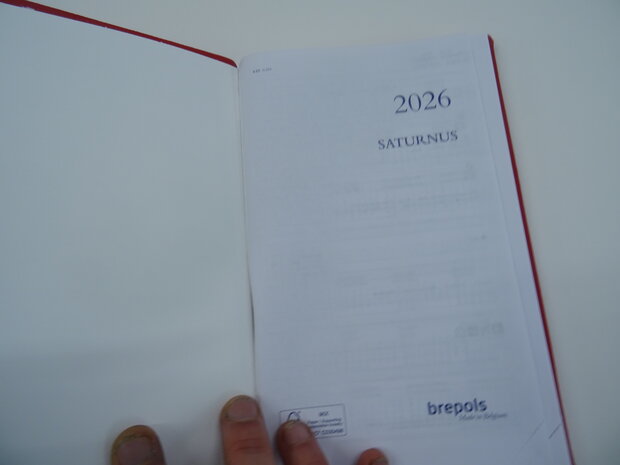 2026
SATURNUS
brepols
Made in Belgium